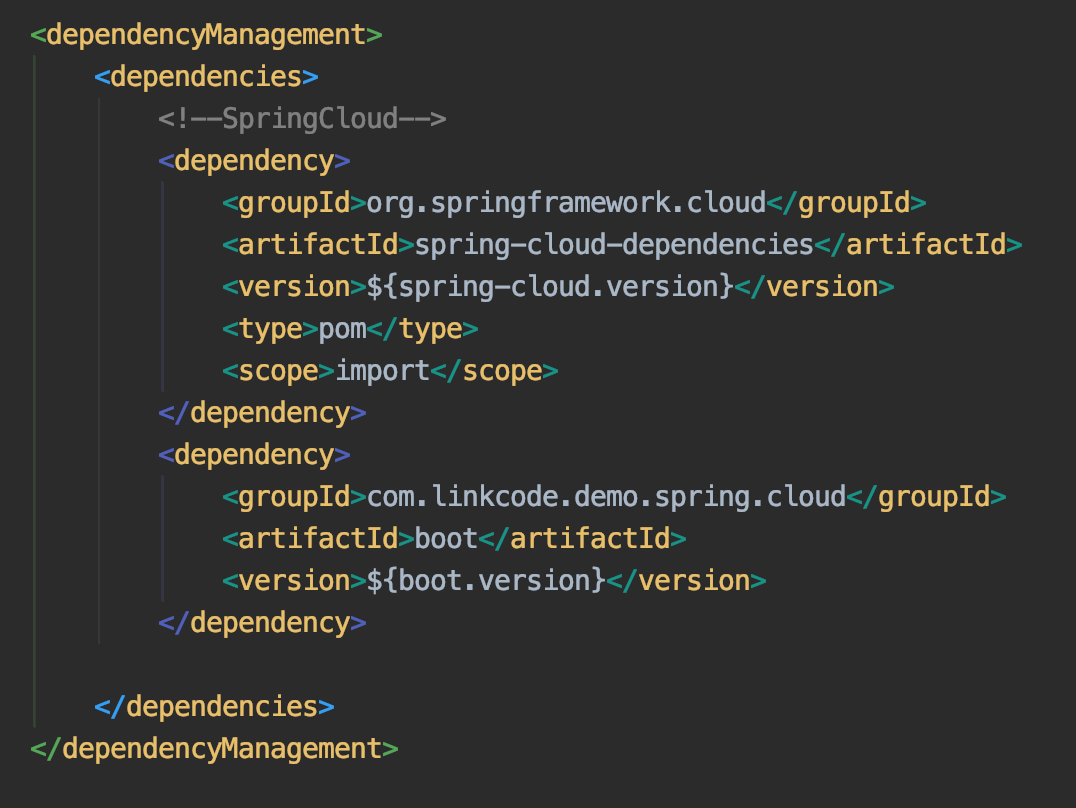 <dependencyManagement>
    <dependencies>
        <!--SpringCloud-->
        <dependency>
            <groupId>org.springframework.cloud</groupId>
            <artifactId>spring-cloud-dependencies</artifactId>
            <version>${spring-cloud.version}</version>
            <type>pom</type>
            <scope>import</scope>
        </dependency>
        <dependency>
            <groupId>com.linkcode.demo.spring.cloud</groupId>
            <artifactId>boot</artifactId>
            <version>${boot.version}</version>
        </dependency>
    </dependencies>
</dependencyManagement>